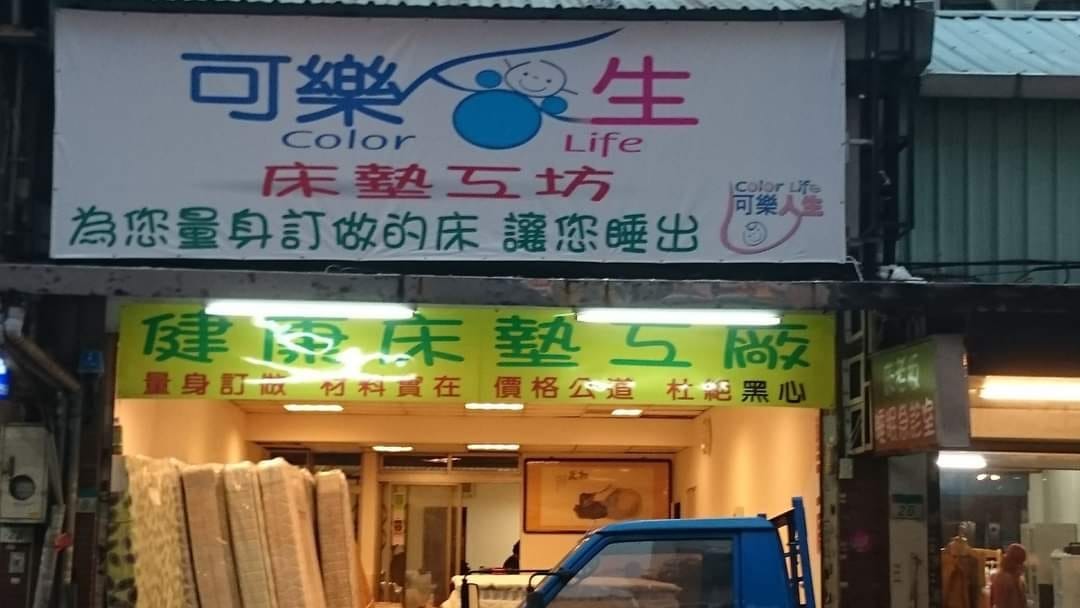 可樂 生
Color Life
床墊工坊
為您量身訂做的床 讓您睡出
Color Life
可樂人生
健康床墊工廠
量身訂做 材料實在 價格公道 杜絕黑心
26